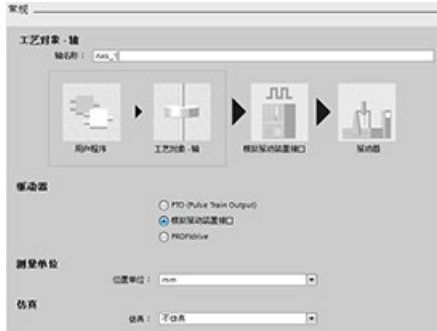 常规
工艺对象 - 轴
轴名称： Axis_1
用户程序
工艺对象 - 轴
模拟驱动装置接口
驱动器
驱动器
PTO (Pulse Train Output)
模拟驱动装置接口
PROFIdrive
测量单位
位置单位： mm
仿真
仿真： 不仿真